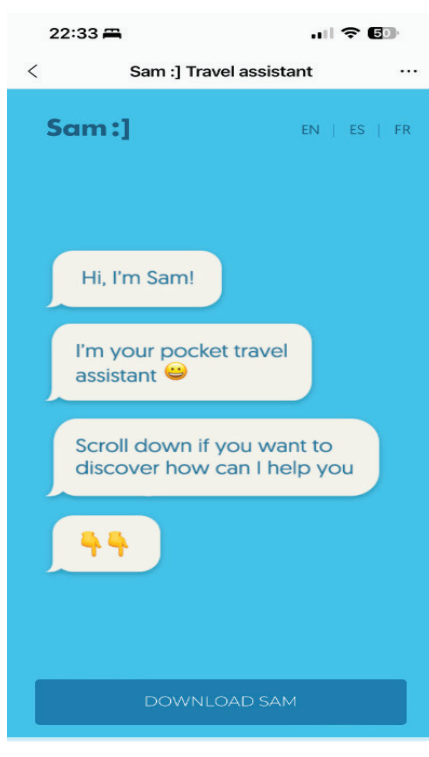 22:33
50
Sam :] Travel assistant
Sam :]
EN | ES | FR
Hi, I'm Sam!
I'm your pocket travel
assistant 😀
Scroll down if you want to
discover how can I help you
👇👇
DOWNLOAD SAM